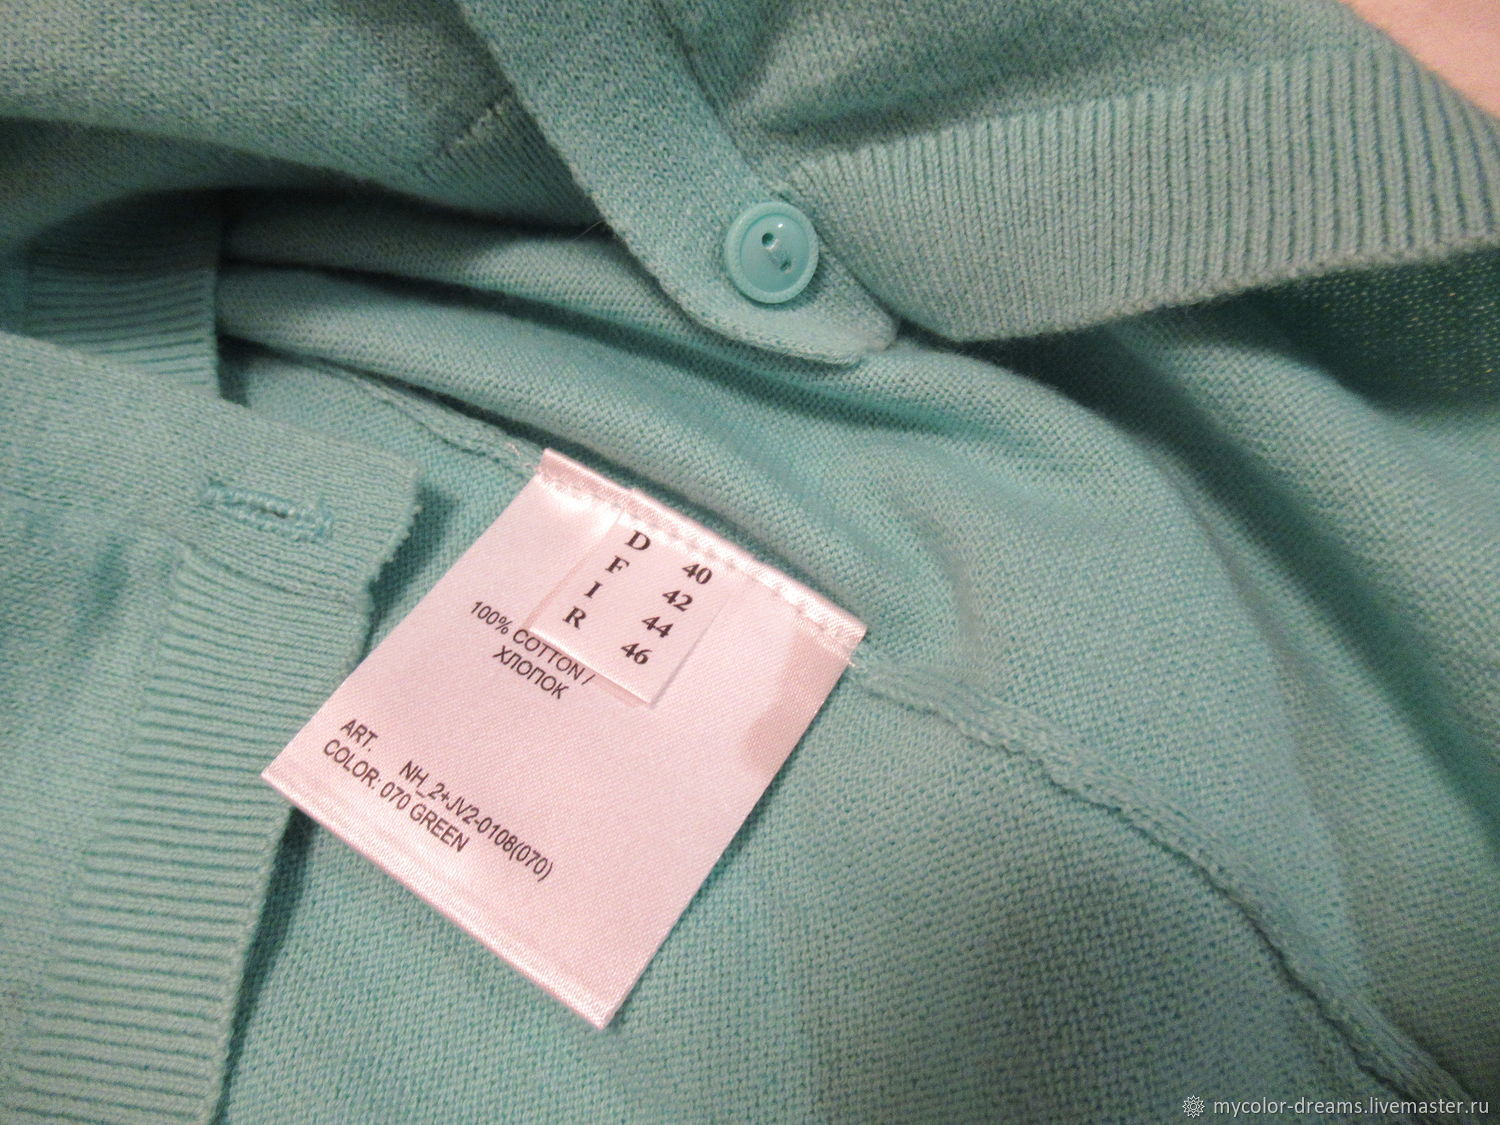 D 40
F 42
I 44
R 46
100% COTTON /
ХЛОПОК
ART. NH_2+JV2-0108(070)
COLOR: 070 GREEN
mycolor-dreams.livemaster.ru